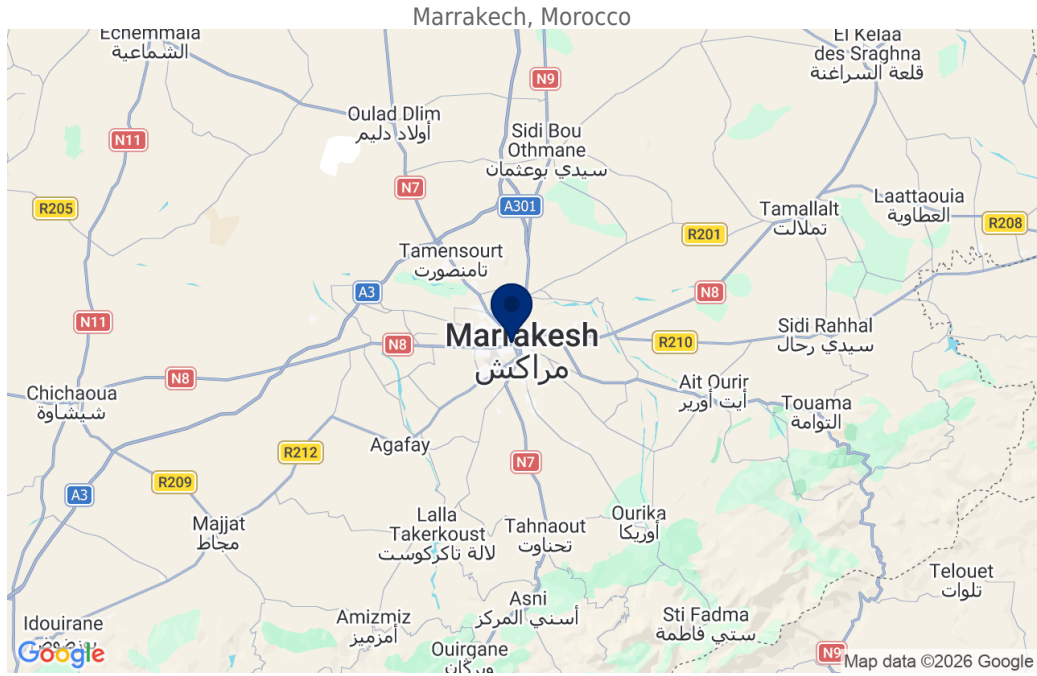 Marrakech, Morocco
Echemmaia
الشماعية
El Kelaa
des Sraghna
قلعة السراغنة
N9
Oulad Dlim
أولاد دليم
Sidi Bou
Othmane
سيدي بوعثمان
N11
N7
R205
A301
Laattaouia
العطاوية
Tamallalt
تملالت
R208
R201
Tamensourt
تامنصورت
A3
N8
N11
Marrakesh
مراكش
N8
R210
Sidi Rahhal
سيدي رحال
N8
Chichaoua
شيشاوة
Ait Ourir
أيت أورير
Touama
التوامة
Agafay
R212
N7
R209
A3
Majjat
مجاط
Lalla
Takerkoust
لالة تاكركوست
Tahnaout
تحناوت
Ourika
أوريكا
Telouet
تلوات
Asni
أسني المركز
Amizmiz
أمزميز
Sti Fadma
ستي فاطمة
Idouirane
Ouirgane
ويرگان
N9
Google
Map data ©2026 Google